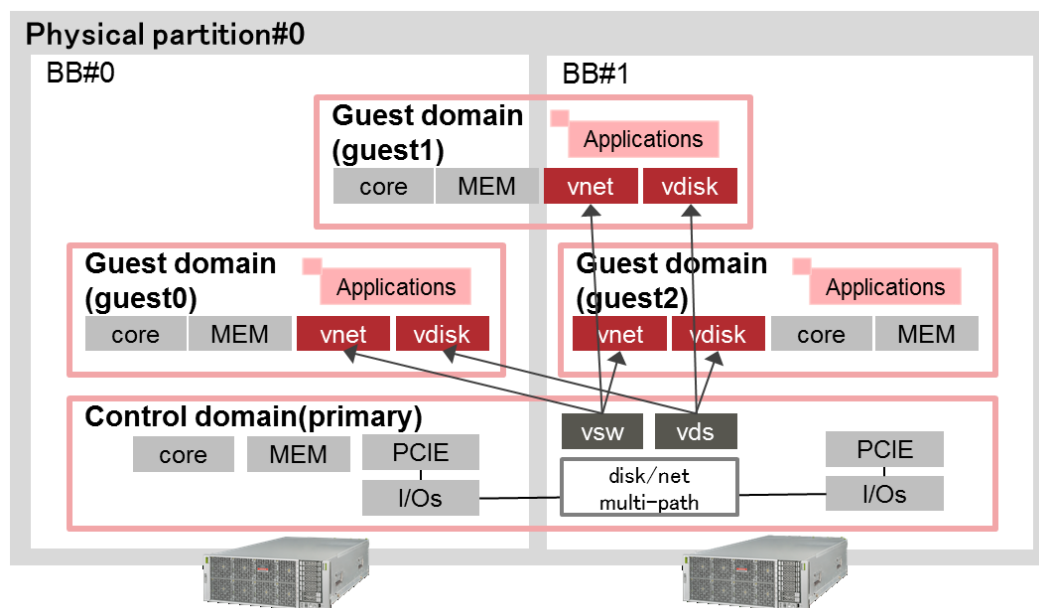 Physical partition#0
BB#0
BB#1
Guest domain
(guest1)
Applications
core MEM vnet vdisk
Guest domain
(guest0)
Applications
core MEM vnet vdisk
Guest domain
(guest2)
Applications
vnet vdisk core MEM
Control domain(primary)
vsw vds
core MEM PCIE
I/Os
disk/net
multi-path
PCIE
I/Os